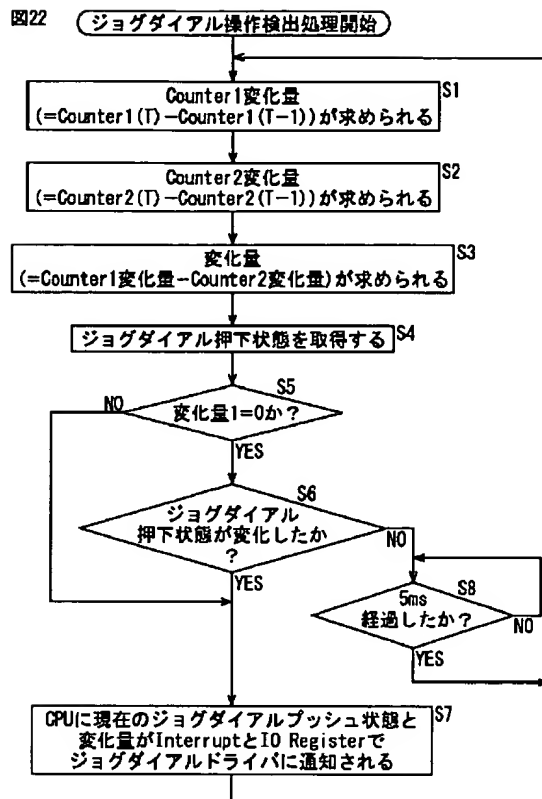 図22
ジョグダイアル操作検出処理開始
Counter1変化量
(=Counter1(T)-Counter1(T-1))が求められる
S1
Counter2変化量
(=Counter2(T)-Counter2(T-1))が求められる
S2
変化量
(=Counter1変化量-Counter2変化量)が求められる
S3
ジョグダイアル押下状態を取得する
S4
S5
変化量1=0か?
NO
YES
S6
ジョグダイアル
押下状態が変化したか
?
NO
YES
S8
5ms
経過したか?
NO
YES
CPUに現在のジョグダイアルプッシュ状態と
変化量がInterruptとIO Registerで
ジョグダイアルドライバに通知される
S7